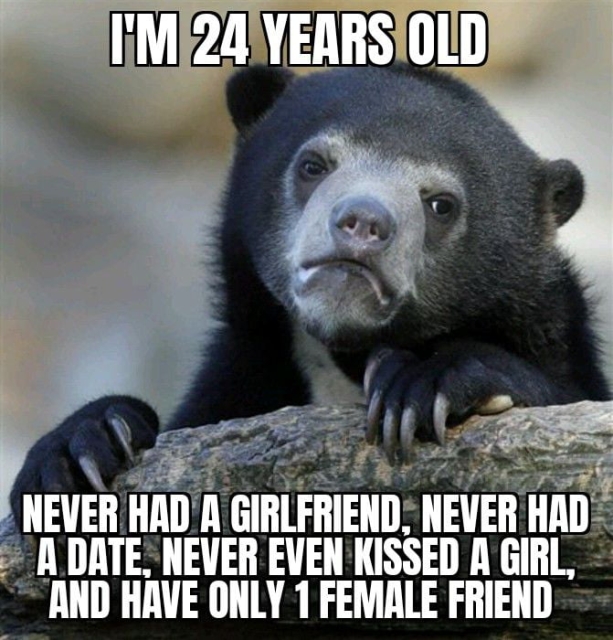 I'M 24 YEARS OLD
NEVER HAD A GIRLFRIEND, NEVER HAD
A DATE, NEVER EVEN KISSED A GIRL,
AND HAVE ONLY 1 FEMALE FRIEND